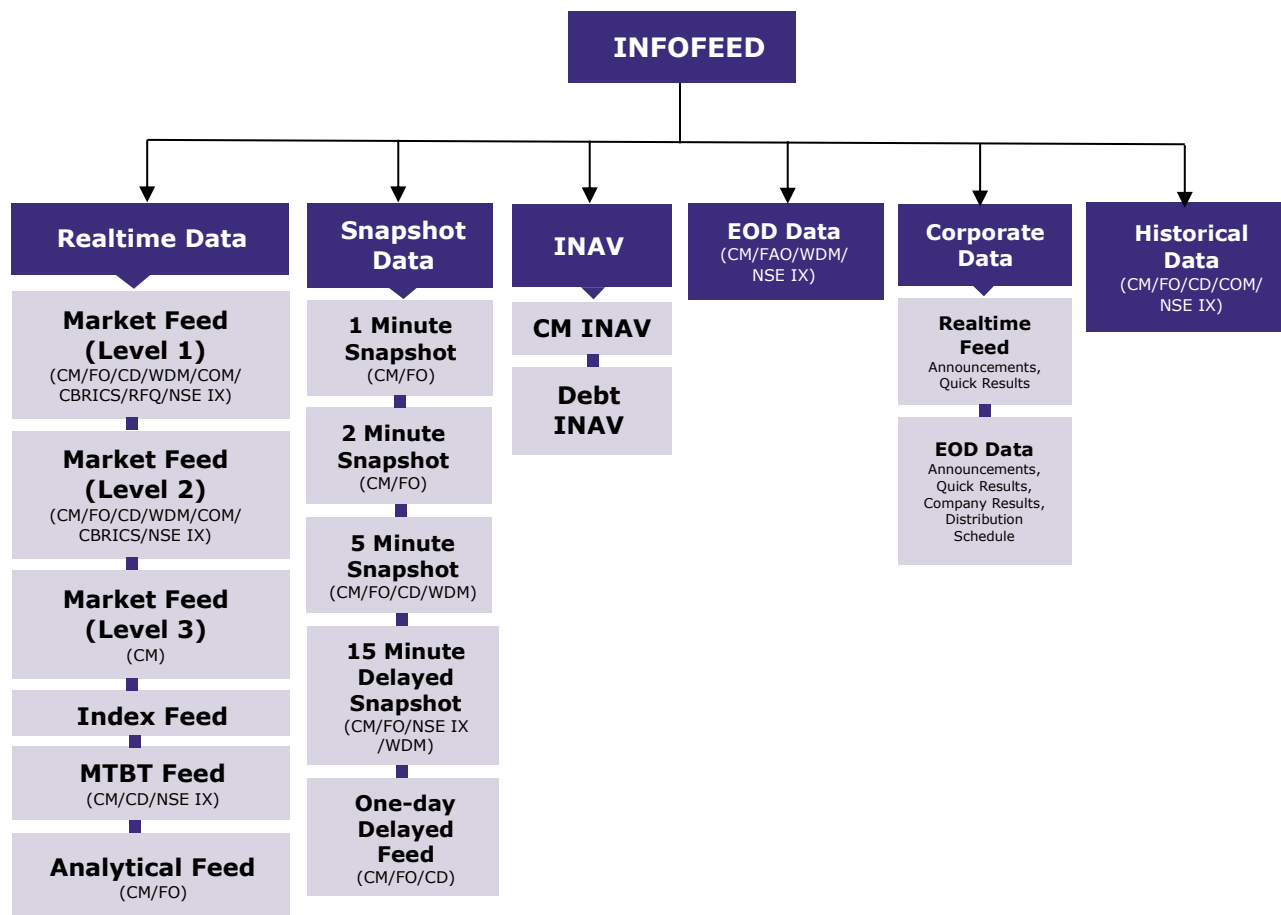 INFOFEED
Realtime Data
Market Feed
(Level 1)
(CM/FO/CD/WDM/COM/
CBRICS/RFQ/NSE IX)
Market Feed
(Level 2)
(CM/FO/CD/WDM/COM/
CBRICS/NSE IX)
Market Feed
(Level 3)
(CM)
Index Feed
MTBT Feed
(CM/CD/NSE IX)
Analytical Feed
(CM/FO)
Snapshot
Data
1 Minute
Snapshot
(CM/FO)
2 Minute
Snapshot
(CM/FO)
5 Minute
Snapshot
(CM/FO/CD/WDM)
15 Minute
Delayed
Snapshot
(CM/FO/NSE IX
/WDM)
One-day
Delayed
Feed
(CM/FO/CD)
INAV
CM INAV
Debt
INAV
EOD Data
(CM/FAO/WDM/
NSE IX)
Corporate
Data
Realtime
Feed
Announcements,
Quick Results
EOD Data
Announcements,
Quick Results,
Company Results,
Distribution
Schedule
Historical
Data
(CM/FO/CD/COM/
NSE IX)